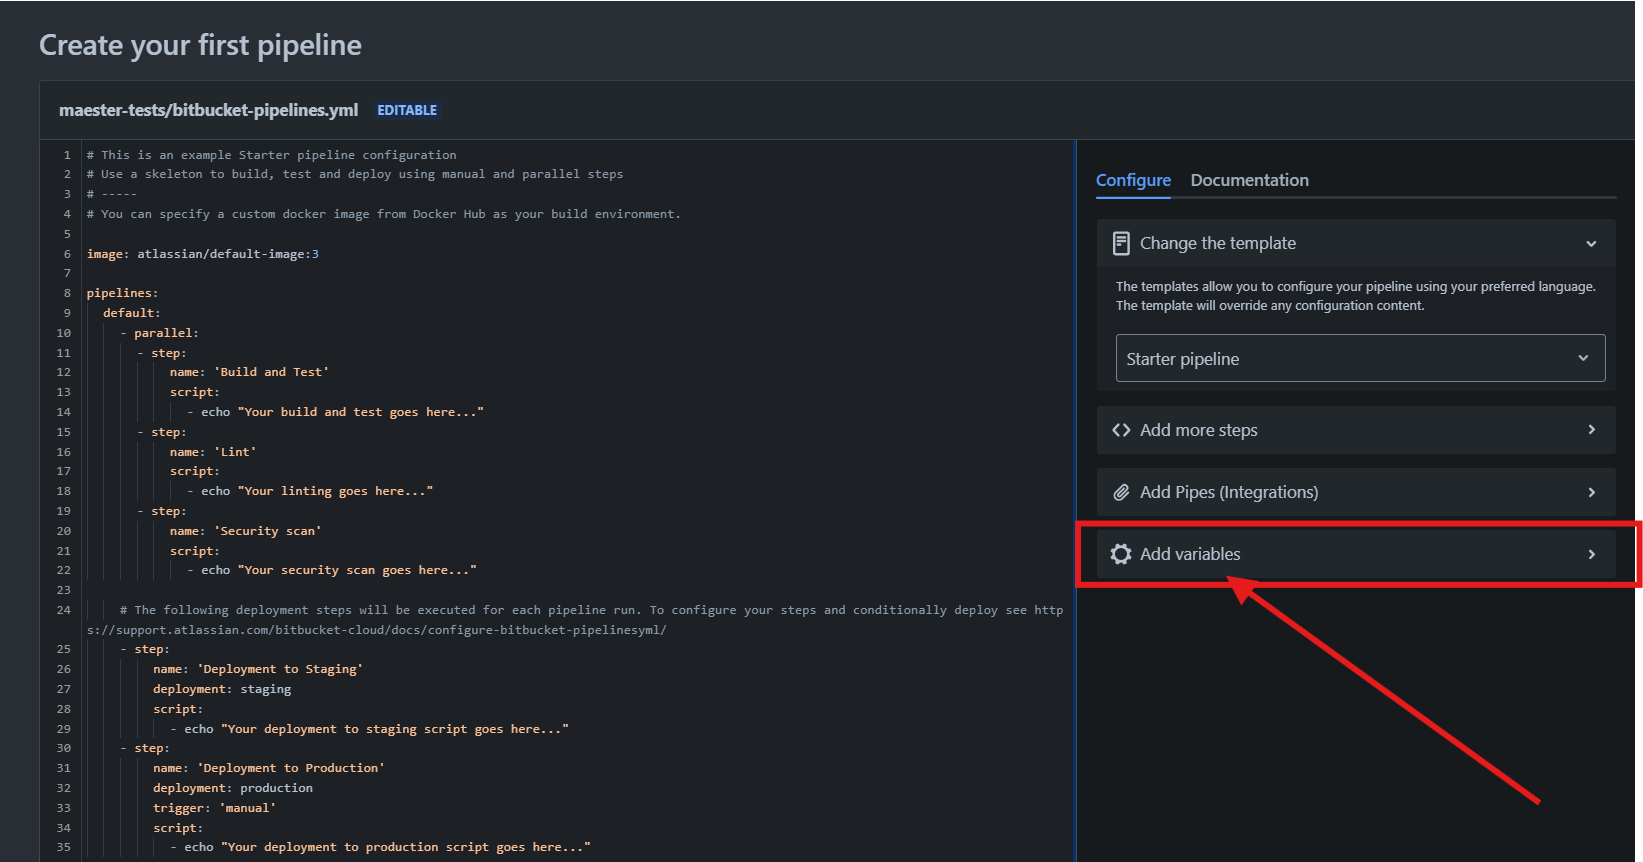 Create your first pipeline
maester-tests/bitbucket-pipelines.yml EDITABLE
1 # This is an example Starter pipeline configuration
2 # Use a skeleton to build, test and deploy using manual and parallel steps
3 # -----
4 # You can specify a custom docker image from Docker Hub as your build environment.
5
6 image: atlassian/default-image:3
7
8 pipelines:
9 default:
10 - parallel:
11 - step:
12 name: 'Build and Test'
13 script:
14 - echo "Your build and test goes here..."
15 - step:
16 name: 'Lint'
17 script:
18 - echo "Your linting goes here..."
19 - step:
20 name: 'Security scan'
21 script:
22 - echo "Your security scan goes here..."
23
24 # The following deployment steps will be executed for each pipeline run. To configure your steps and conditionally deploy see http
s://support.atlassian.com/bitbucket-cloud/docs/configure-bitbucket-pipelinesyml/
25 - step:
26 name: 'Deployment to Staging'
27 deployment: staging
28 script:
29 - echo "Your deployment to staging script goes here..."
30 - step:
31 name: 'Deployment to Production'
32 deployment: production
33 trigger: 'manual'
34 script:
35 - echo "Your deployment to production script goes here..."
Configure Documentation
Change the template
The templates allow you to configure your pipeline using your preferred language.
The template will override any configuration content.
Starter pipeline
Add more steps
Add Pipes (Integrations)
Add variables